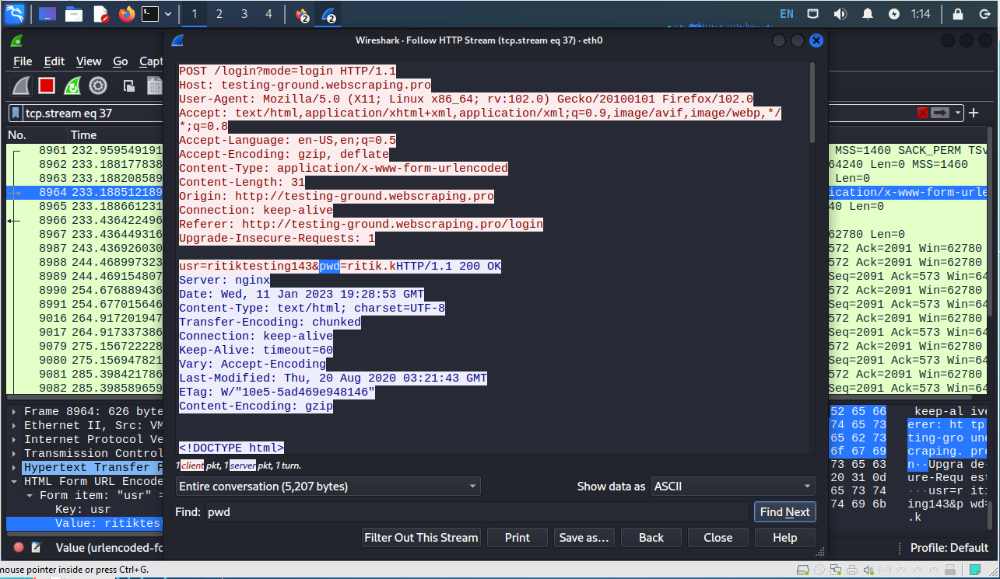 1 2 3 4
2
2
EN
1:14
Wireshark · Follow HTTP Stream (tcp.stream eq 37) · eth0
File Edit View Go Capt
tcp.stream eq 37
No. Time
8961 232.959549191
8962 233.188177838
8963 233.188208589
8964 233.188512189
8965 233.188661231
8966 233.436422496
8967 233.436449316
8987 243.436926030
8988 244.468997323
8989 244.469154807
8990 254.676889436
8991 254.677015646
9016 264.917201947
9017 264.917337386
9079 275.156722228
9080 275.156947821
9081 285.398421786
9082 285.398589659
POST /login?mode=login HTTP/1.1
Host: testing-ground.webscraping.pro
User-Agent: Mozilla/5.0 (X11; Linux x86_64; rv:102.0) Gecko/20100101 Firefox/102.0
Accept: text/html,application/xhtml+xml,application/xml;q=0.9,image/avif,image/webp,*/
*;q=0.8
Accept-Language: en-US,en;q=0.5
Accept-Encoding: gzip, deflate
Content-Type: application/x-www-form-urlencoded
Content-Length: 31
Origin: http://testing-ground.webscraping.pro
Connection: keep-alive
Referer: http://testing-ground.webscraping.pro/login
Upgrade-Insecure-Requests: 1
usr=ritiktesting143&pwd=ritik.kHTTP/1.1 200 OK
Server: nginx
Date: Wed, 11 Jan 2023 19:28:53 GMT
Content-Type: text/html; charset=UTF-8
Transfer-Encoding: chunked
Connection: keep-alive
Keep-Alive: timeout=60
Vary: Accept-Encoding
Last-Modified: Thu, 20 Aug 2020 03:21:43 GMT
ETag: W/"10e5-5ad469e948146"
Content-Encoding: gzip
<!DOCTYPE html>
1 client pkt, 1 server pkt, 1 turn.
Entire conversation (5,207 bytes)
Show data as ASCII
Find: pwd
Find Next
Filter Out This Stream Print Save as… Back Close Help
MSS=1460 SACK_PERM TSv
64240 Len=0 MSS=1460
Len=0
ication/x-www-form-urle
40 Len=0
62780 Len=0
572 Ack=2091 Win=62780
Seq=2091 Ack=573 Win=64
572 Ack=2091 Win=62780
Seq=2091 Ack=573 Win=64
572 Ack=2091 Win=62780
Seq=2091 Ack=573 Win=64
572 Ack=2091 Win=62780
Seq=2091 Ack=573 Win=64
572 Ack=2091 Win=62780
Seq=2091 Ack=573 Win=64
Frame 8964: 626 byte
Ethernet II, Src: VM
Internet Protocol Ve
Transmission Control
Hypertext Transfer P
HTML Form URL Encode
Form item: "usr" =
Key: usr
Value: ritiktest
52 65 66 keep-al ive
74 65 73 erer: ht tp
65 62 73 ting-gro und
6f 67 69 craping. pro
73 65 63 n··Upgra de-
20 31 0d ure-Requ est
65 73 74 ···usr=r iti
74 69 6b ing143&p wd=
.k
Value (urlencoded-fo
Profile: Default
mouse pointer inside or press Ctrl+G.